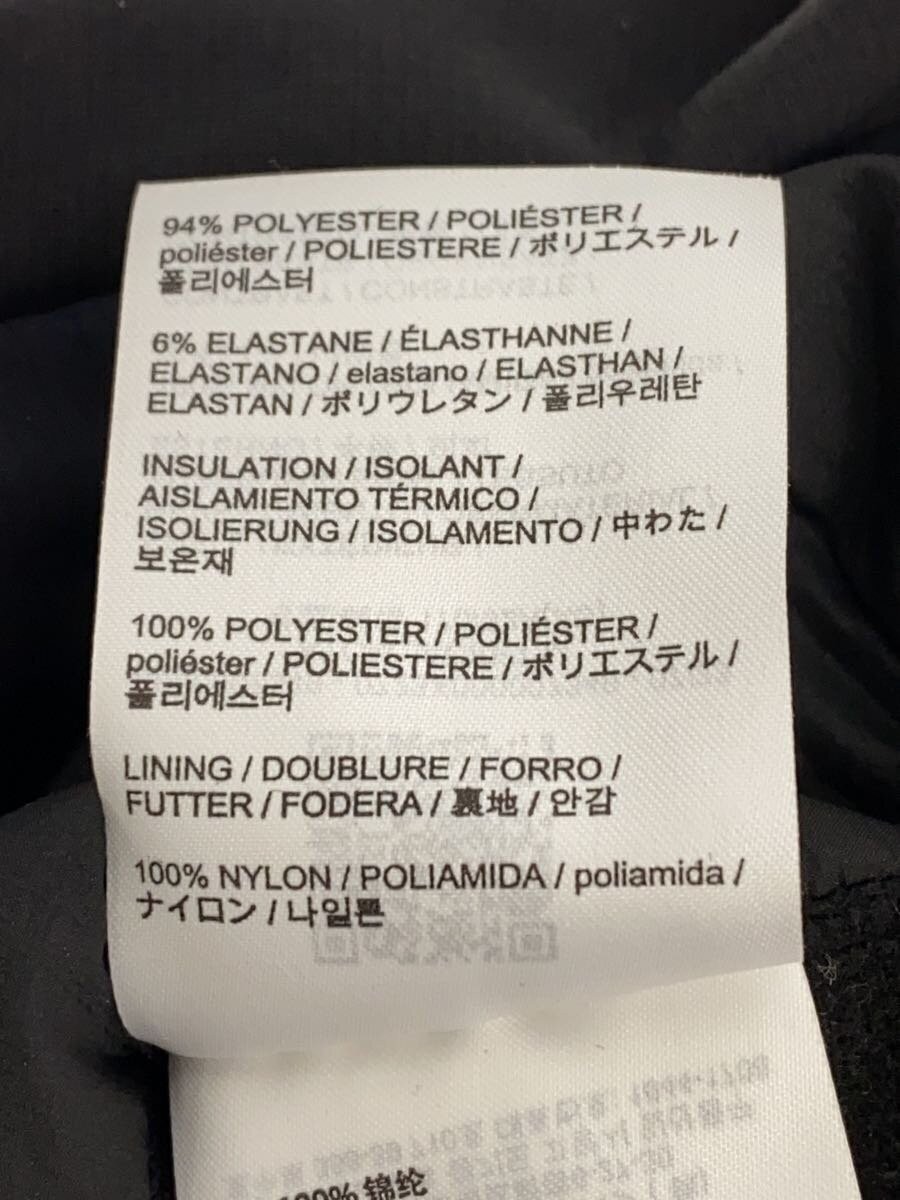 94% POLYESTER / POLIÉSTER /
poliéster / POLIESTERE / ポリエステル /
폴리에스터
6% ELASTANE / ÉLASTHANNE /
ELASTANO / elastano / ELASTHAN /
ELASTAN / ポリウレタン / 폴리우레탄
INSULATION / ISOLANT /
AISLAMIENTO TÉRMICO /
ISOLIERUNG / ISOLAMENTO / 中わた /
보온재
100% POLYESTER / POLIÉSTER /
poliéster / POLIESTERE / ポリエステル /
폴리에스터
LINING / DOUBLURE / FORRO /
FUTTER / FODERA / 裏地 / 안감
100% NYLON / POLIAMIDA / poliamida /
ナイロン / 나일론
100% 锦纶